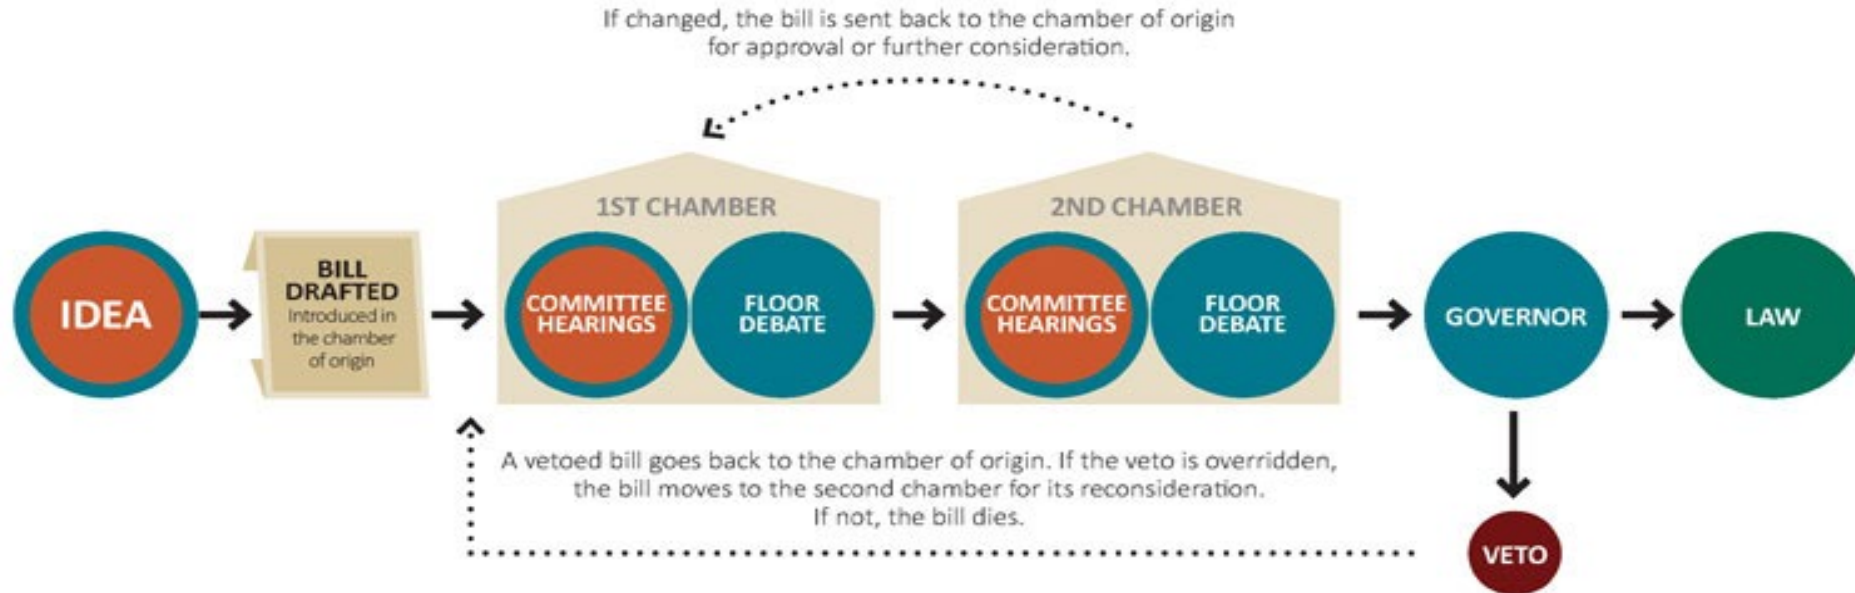 If changed, the bill is sent back to the chamber of origin
for approval or further consideration.
IDEA
BILL
DRAFTED
Introduced in
the chamber
of origin
1ST CHAMBER
COMMITTEE
HEARINGS
FLOOR
DEBATE
2ND CHAMBER
COMMITTEE
HEARINGS
FLOOR
DEBATE
GOVERNOR
LAW
A vetoed bill goes back to the chamber of origin. If the veto is overridden,
the bill moves to the second chamber for its reconsideration.
If not, the bill dies.
VETO